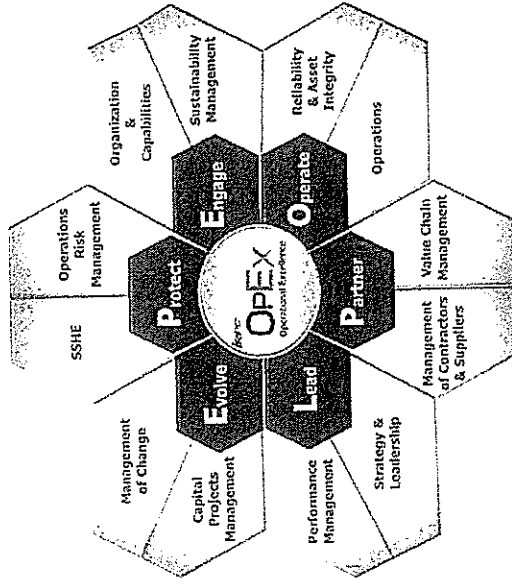 SSHE
Operations
Risk
Management
Organization
&
Capabilities
Sustainability
Management
Reliability
& Asset
Integrity
Operations
Value Chain
Management
Management
of Contractors
& Suppliers
Strategy &
Leadership
Performance
Management
Capital
Projects
Management
Management
of Change
Protect
Engage
Operate
Partner
Lead
Evolve
OpEx
Operational Excellence